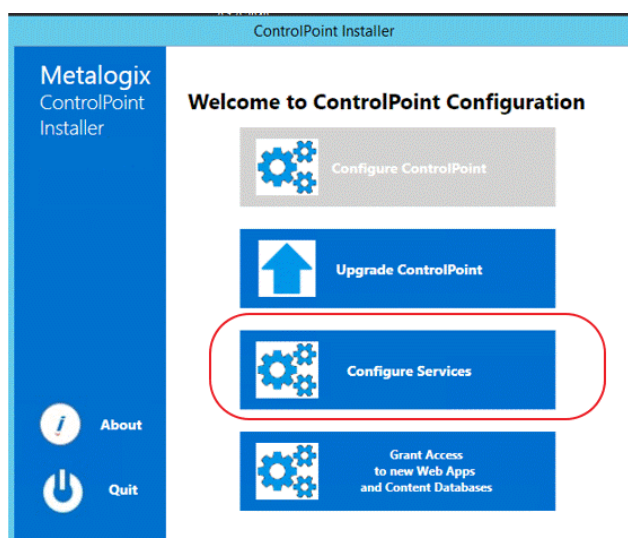 ControlPoint Installer
Metalogix
ControlPoint
Installer
Welcome to ControlPoint Configuration
Configure ControlPoint
Upgrade ControlPoint
Configure Services
Grant Access
to new Web Apps
and Content Databases
About
Quit